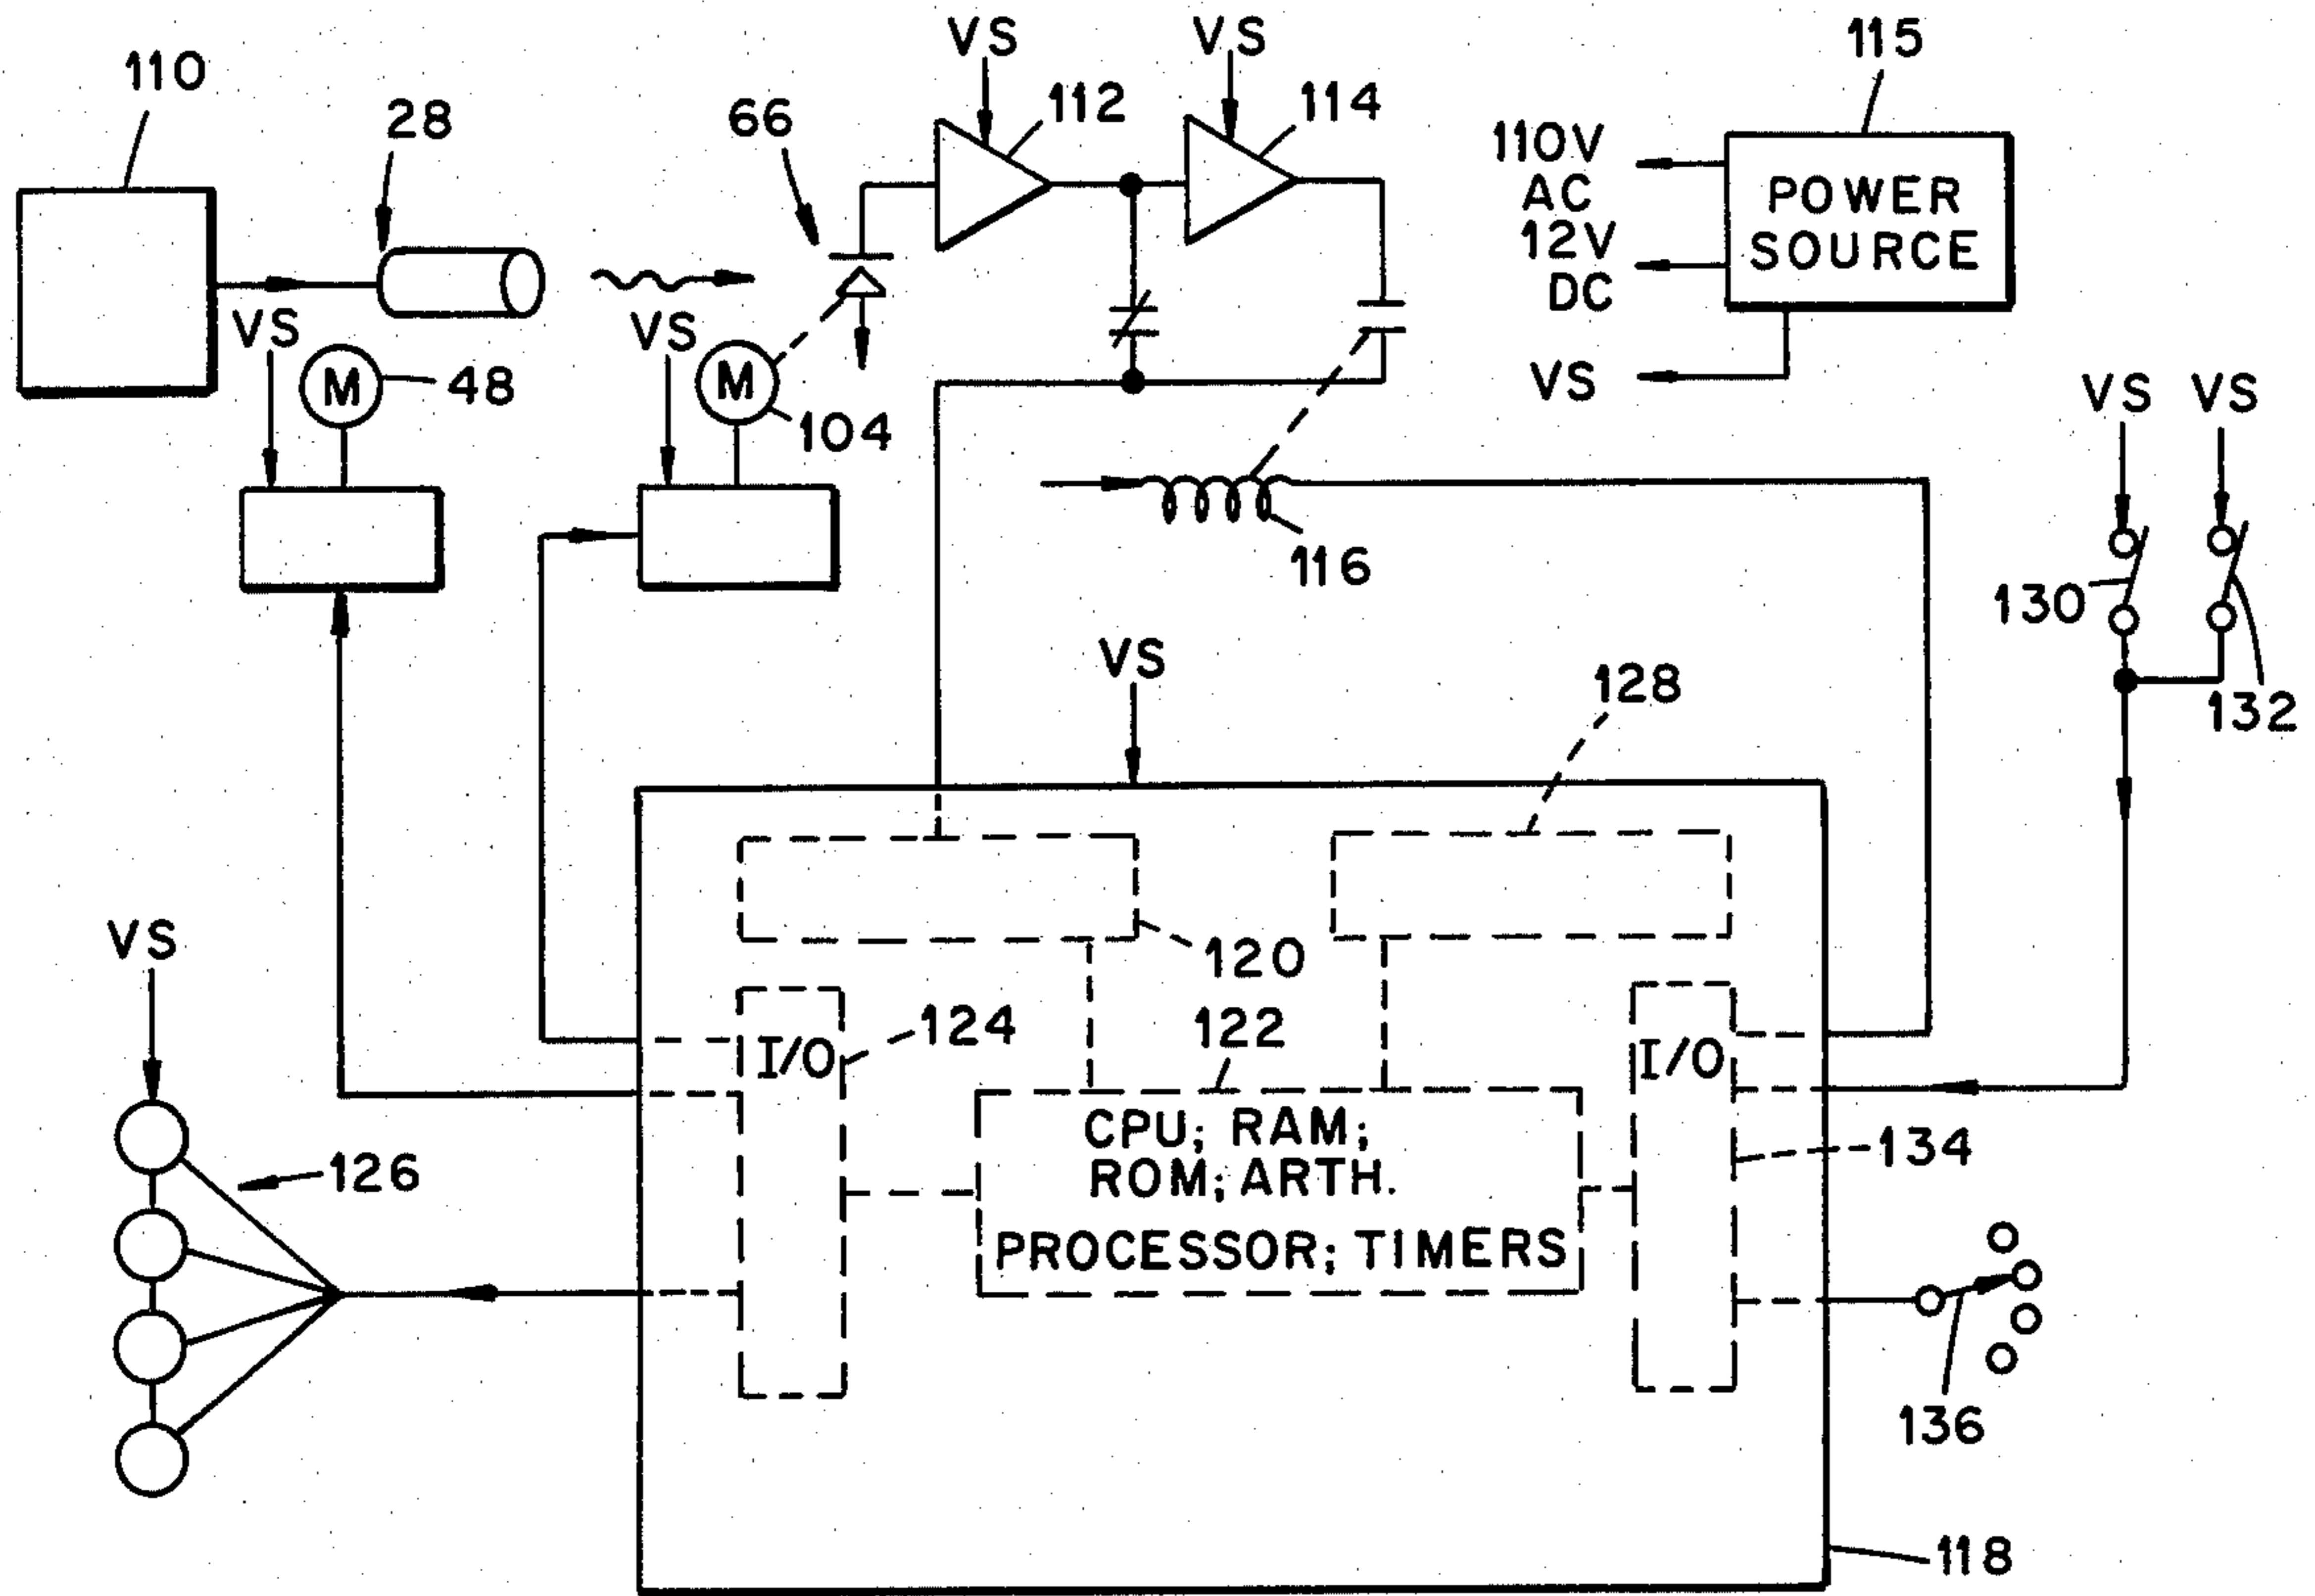 VS
VS
115
110
28
66
112
114
110V
AC
12V
DC
POWER
SOURCE
VS
VS
VS
VS
VS
M
48
M
104
116
130
132
VS
128
VS
120
122
124
I/O
I/O
CPU; RAM;
ROM; ARTH.
PROCESSOR; TIMERS
134
126
136
118